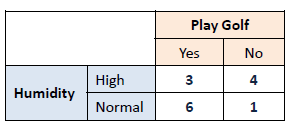 Play Golf
Yes No
Humidity High 3 4
Normal 6 1